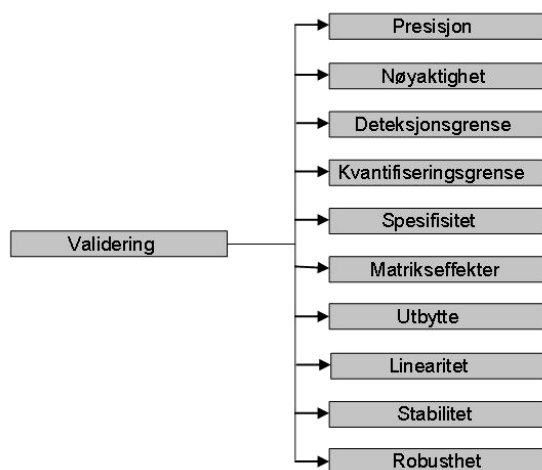 Presisjon
Nøyaktighet
Deteksjonsgrense
Kvantifiseringsgrense
Spesifisitet
Validering
Matrikseffekter
Utbytte
Linearitet
Stabilitet
Robusthet